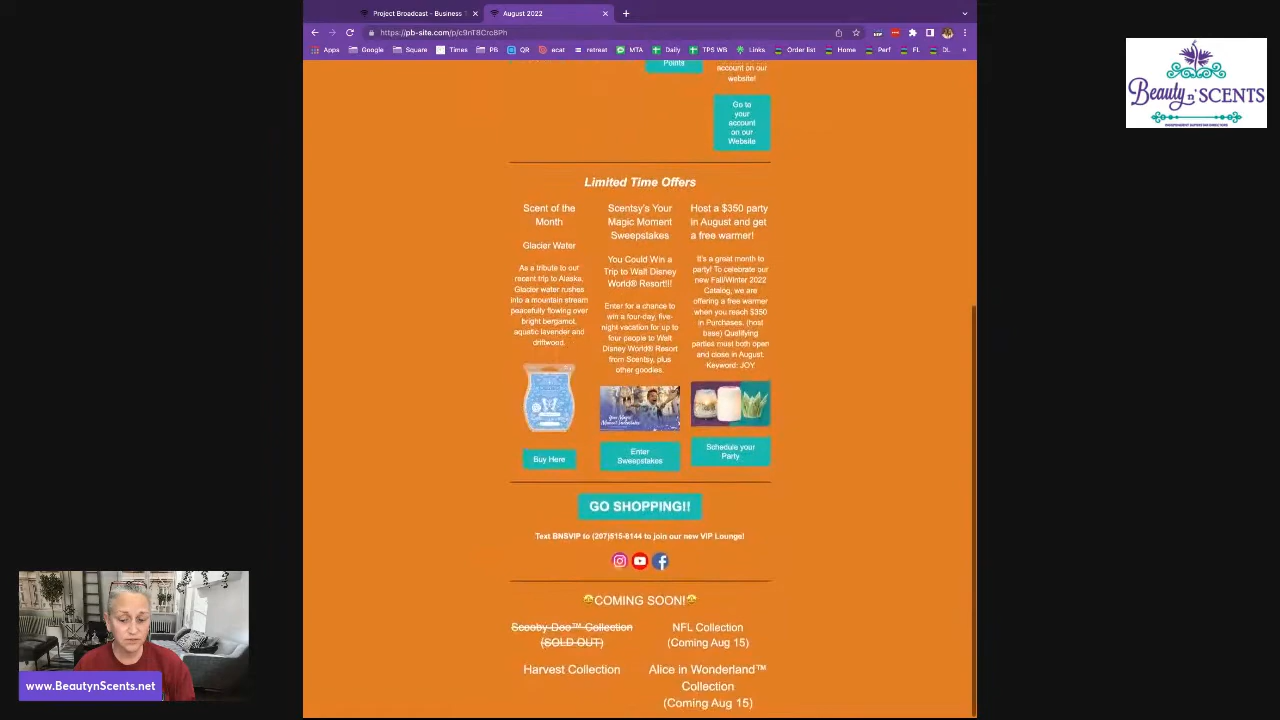 Project Broadcast - Business T
August 2022
https://pb-site.com/p/c9nT8Cro8Ph
Apps
Google
Square
Times
PB
QR
ecat
retreat
MTA
Daily
TPS WB
Links
Order list
Home
Perf
FL
DL
»
Points
account on our
website!
Go to
your
account
on our
Website
Limited Time Offers
Scent of the
Month
Glacier Water
As a tribute to our
recent trip to Alaska.
Glacier water rushes
into a mountain stream
peacefully flowing over
bright bergamot,
aquatic lavender and
driftwood.
Buy Here
Scentsy's Your
Magic Moment
Sweepstakes
You Could Win a
Trip to Walt Disney
World® Resort!!!
Enter for a chance to
win a four-day, five-
night vacation for up to
four people to Walt
Disney World® Resort
from Scentsy, plus
other goodies.
Enter
Sweepstakes
Host a $350 party
in August and get
a free warmer!
It's a great month to
party! To celebrate our
new Fall/Winter 2022
Catalog, we are
offering a free warmer
when you reach $350
in Purchases. (host
base) Qualifying
parties must both open
and close in August.
Keyword: JOY
Schedule your
Party
GO SHOPPING!!
Text BNSVIP to (207)515-8144 to join our new VIP Lounge!
🤩COMING SOON!🤩
Scooby-Doo™ Collection
(SOLD OUT)
NFL Collection
(Coming Aug 15)
Harvest Collection
Alice in Wonderland™
Collection
(Coming Aug 15)
Beauty n' SCENTS
INDEPENDENT SUPERSTAR DIRECTORS
www.BeautynScents.net